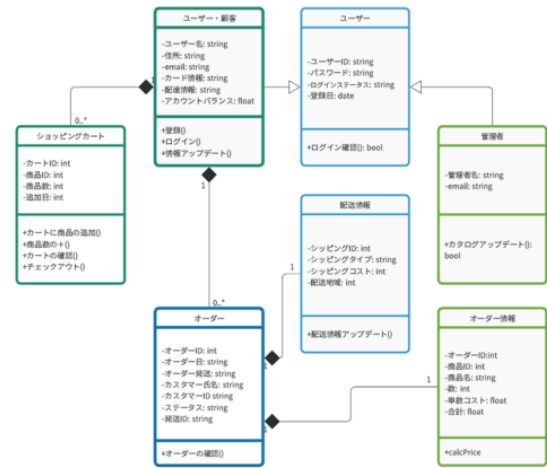 ユーザー・顧客
-ユーザー名: string
-住所: string
-email: string
-カード情報: string
-配達情報: string
-アカウントバランス: float
+登録()
+ログイン()
+情報アップデート()
ユーザー
-ユーザーID: string
-パスワード: string
-ログインステータス: string
-登録日: date
+ログイン確認(): bool
1
0..*
ショッピングカート
-カートID: int
-商品ID: int
-商品数: int
-追加日: int
+カートに商品の追加()
+商品数の＋()
+カートの確認()
+チェックアウト()
管理者
-管理者名: string
-email: string
+カタログアップデート():
bool
1
0..*
配送情報
-シッピングID: int
-シッピングタイプ: string
-シッピングコスト: int
-配送地域: int
+配送情報アップデート()
1
1
オーダー
-オーダーID: int
-オーダー日: string
-オーダー発送: string
-カスタマー氏名: string
-カスタマーID string
-ステータス: string
-発送ID: string
+オーダーの確認()
1
1
オーダー情報
-オーダーID:int
-商品ID: int
-商品名: string
-数: int
-単数コスト: float
-合計: float
+calcPrice